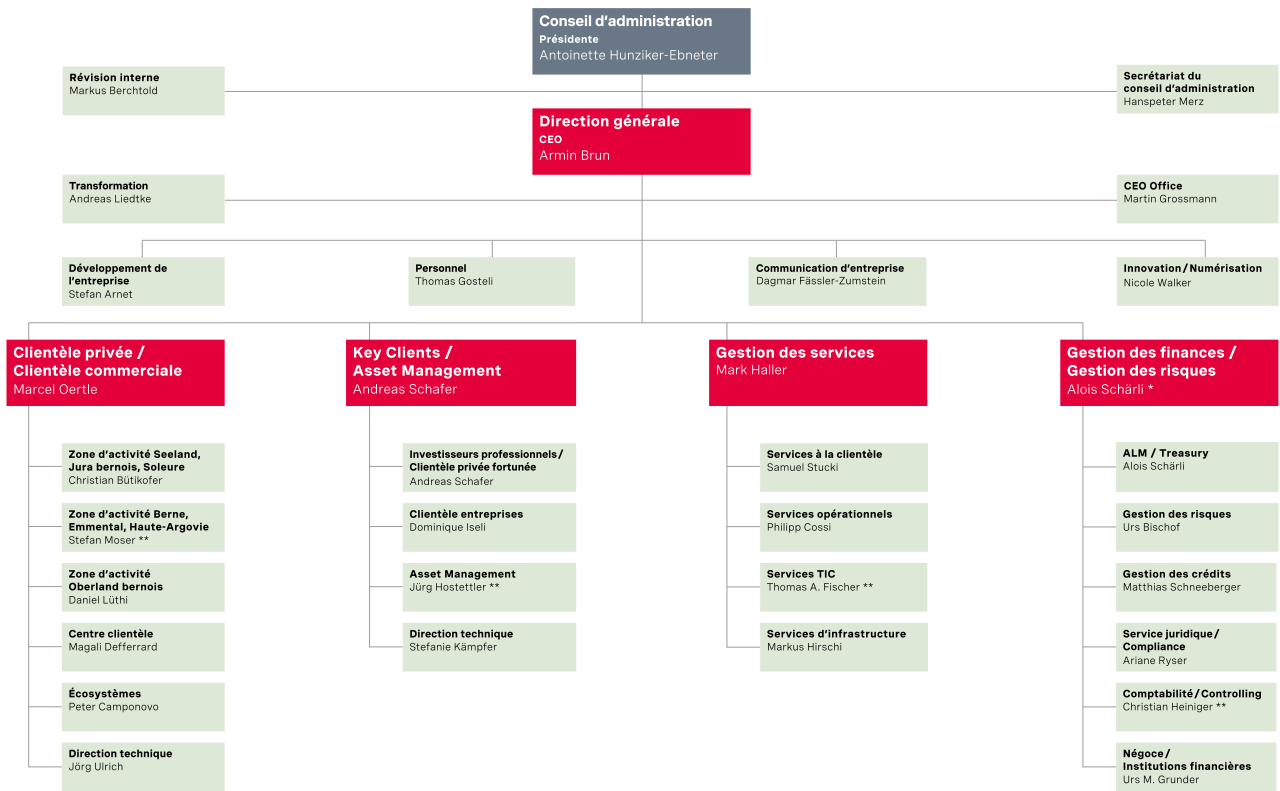 Conseil d'administration
Présidente
Antoinette Hunziker-Ebneter
Révision interne
Markus Berchtold
Secrétariat du
conseil d'administration
Hanspeter Merz
Direction générale
CEO
Armin Brun
Transformation
Andreas Liedtke
CEO Office
Martin Grossmann
Développement de
l'entreprise
Stefan Arnet
Personnel
Thomas Gosteli
Communication d'entreprise
Dagmar Fässler-Zumstein
Innovation/Numérisation
Nicole Walker
Clientèle privée /
Clientèle commerciale
Marcel Oertle
Key Clients /
Asset Management
Andreas Schafer
Gestion des services
Mark Haller
Gestion des finances /
Gestion des risques
Alois Schärli *
Zone d'activité Seeland,
Jura bernois, Soleure
Christian Bütikofer
Zone d'activité Berne,
Emmental, Haute-Argovie
Stefan Moser **
Zone d'activité
Oberland bernois
Daniel Lüthi
Centre clientèle
Magali Defferrard
Écosystèmes
Peter Camponovo
Direction technique
Jörg Ulrich
Investisseurs professionnels/
Clientèle privée fortunée
Andreas Schafer
Clientèle entreprises
Dominique Iseli
Asset Management
Jürg Hostettler **
Direction technique
Stefanie Kämpfer
Services à la clientèle
Samuel Stucki
Services opérationnels
Philipp Cossi
Services TIC
Thomas A. Fischer **
Services d'infrastructure
Markus Hirschi
ALM / Treasury
Alois Schärli
Gestion des risques
Urs Bischof
Gestion des crédits
Matthias Schneeberger
Service juridique/
Compliance
Ariane Ryser
Comptabilité/Controlling
Christian Heiniger **
Négoce/
Institutions financières
Urs M. Grunder